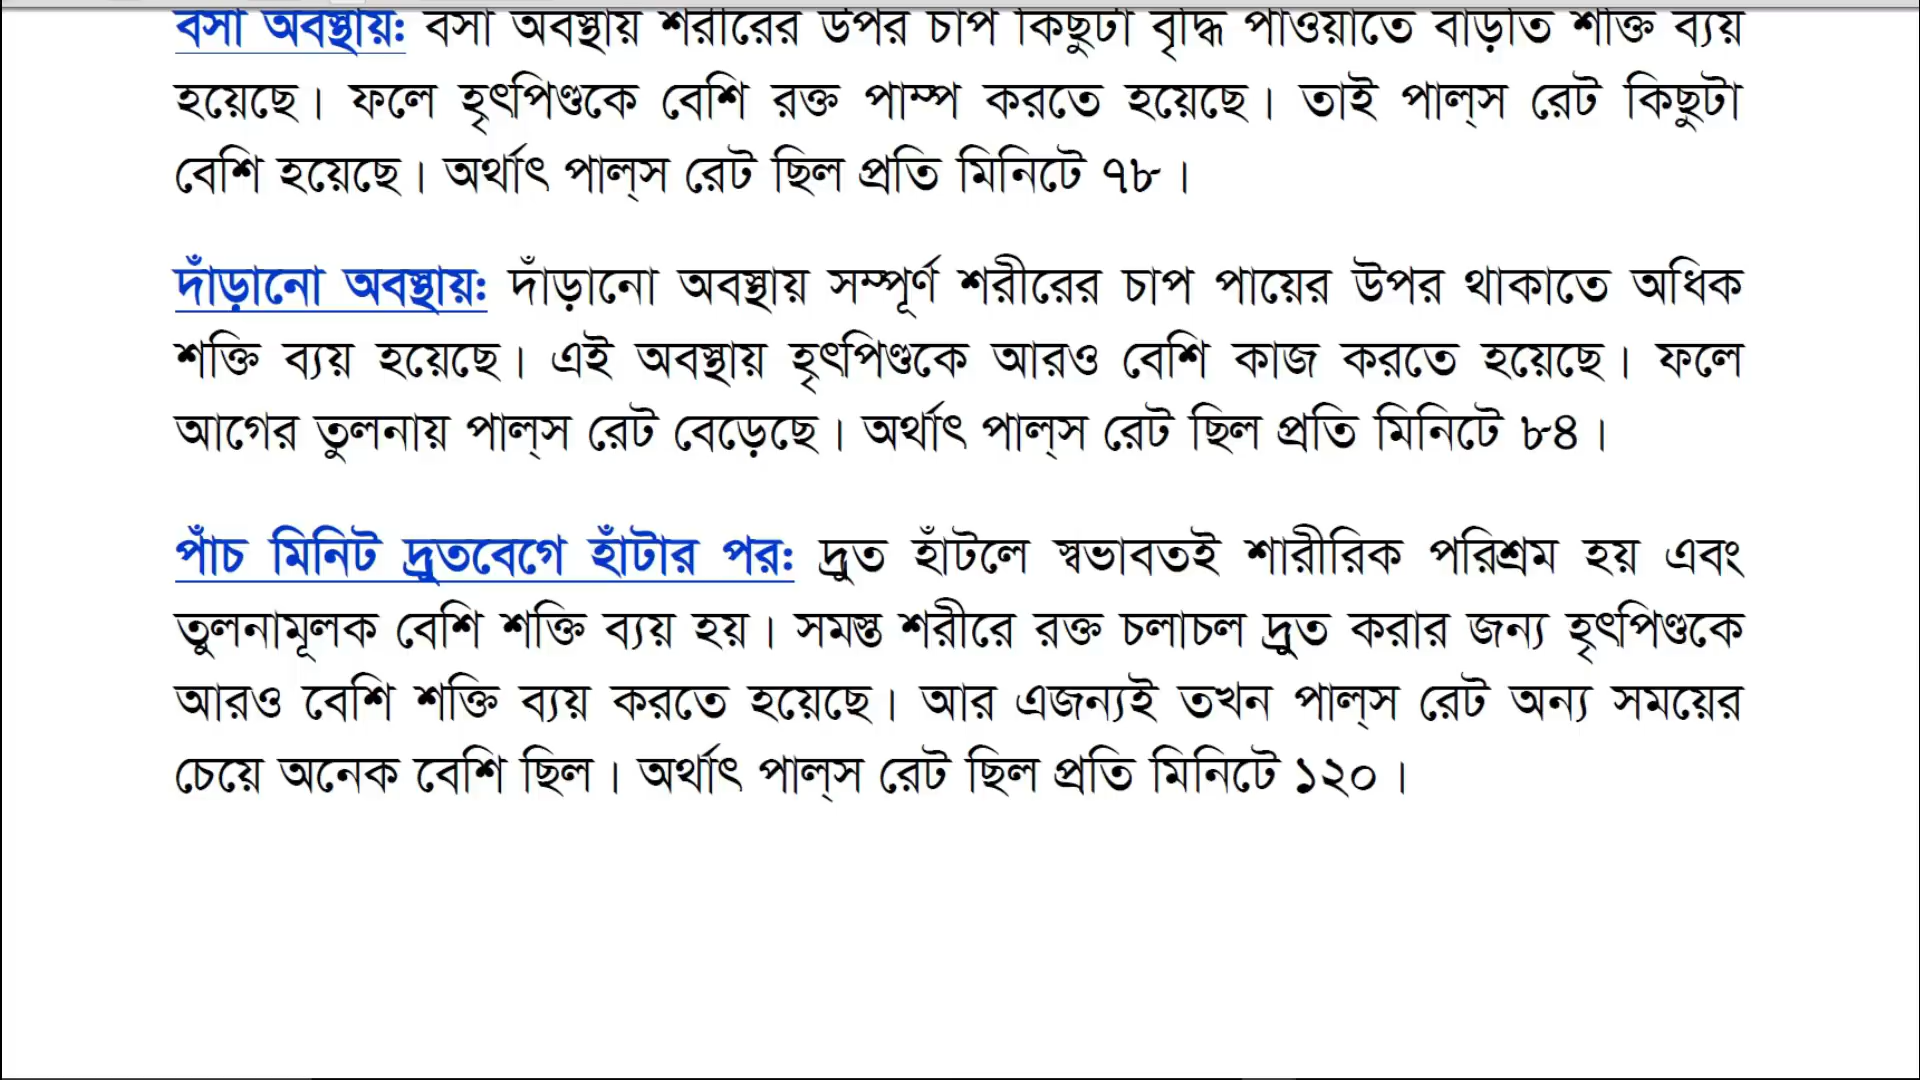 বসা অবস্থায়: বসা অবস্থায় শরীরের উপর চাপ কিছুটা বৃদ্ধি পাওয়াতে বাড়তি শক্তি ব্যয়
হয়েছে। ফলে হৃৎপিণ্ডকে বেশি রক্ত পাম্প করতে হয়েছে। তাই পাল্‌স রেট কিছুটা
বেশি হয়েছে। অর্থাৎ পাল্‌স রেট ছিল প্রতি মিনিটে ৭৮।
দাঁড়ানো অবস্থায়: দাঁড়ানো অবস্থায় সম্পূর্ণ শরীরের চাপ পায়ের উপর থাকাতে অধিক
শক্তি ব্যয় হয়েছে। এই অবস্থায় হৃৎপিণ্ডকে আরও বেশি কাজ করতে হয়েছে। ফলে
আগের তুলনায় পাল্‌স রেট বেড়েছে। অর্থাৎ পাল্‌স রেট ছিল প্রতি মিনিটে ৮৪।
পাঁচ মিনিট দ্রুতবেগে হাঁটার পর: দ্রুত হাঁটলে স্বভাবতই শারীরিক পরিশ্রম হয় এবং
তুলনামূলক বেশি শক্তি ব্যয় হয়। সমস্ত শরীরে রক্ত চলাচল দ্রুত করার জন্য হৃৎপিণ্ডকে
আরও বেশি শক্তি ব্যয় করতে হয়েছে। আর এজন্যই তখন পাল্‌স রেট অন্য সময়ের
চেয়ে অনেক বেশি ছিল। অর্থাৎ পাল্‌স রেট ছিল প্রতি মিনিটে ১২০।